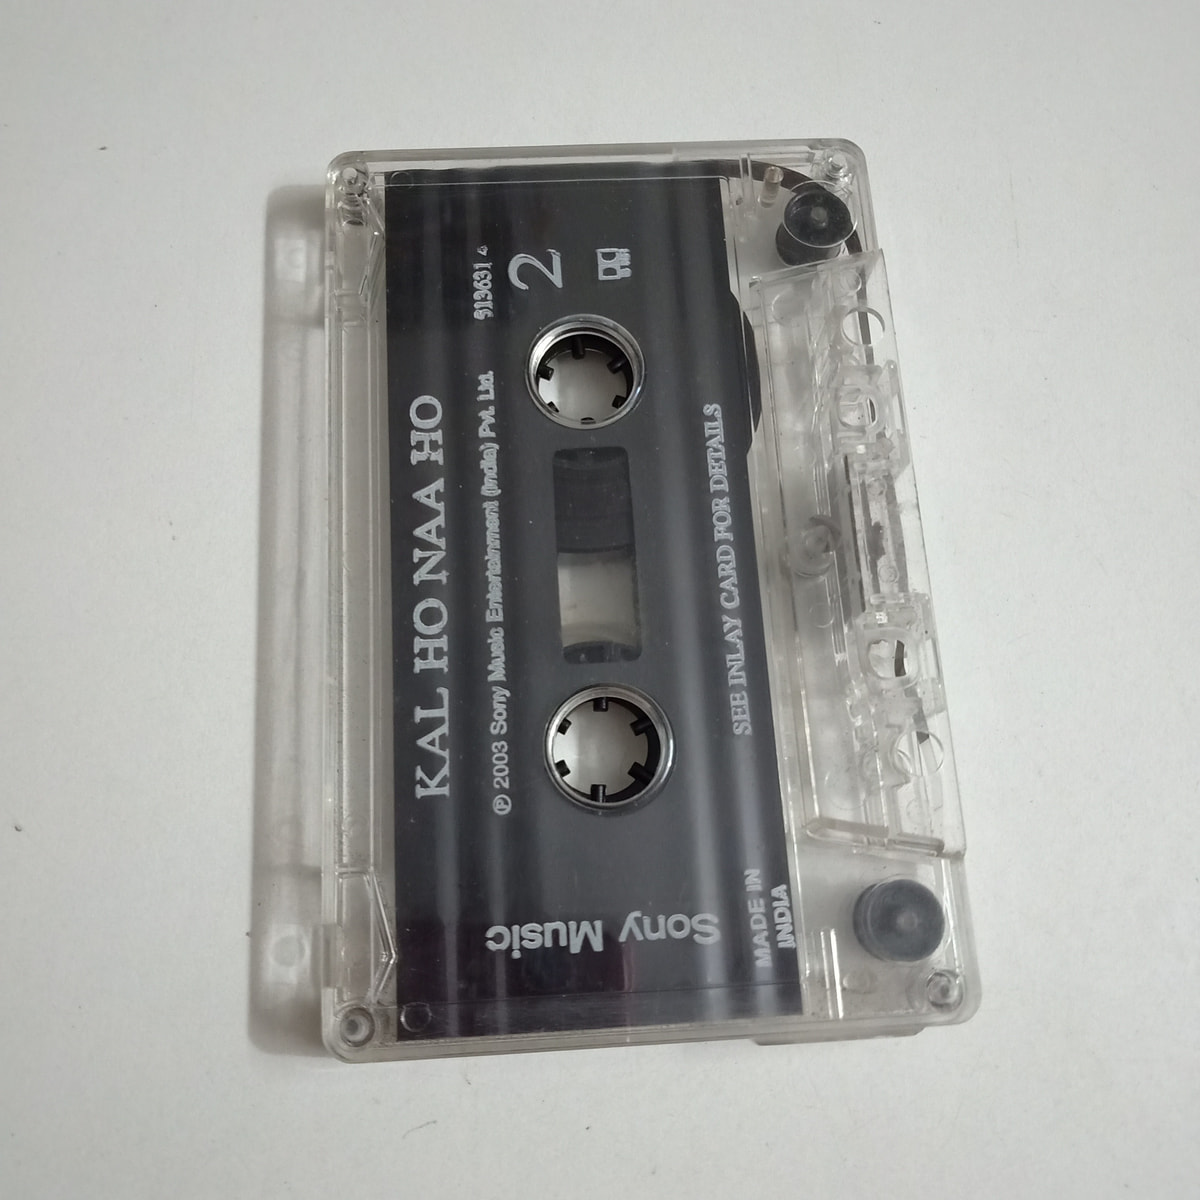 KAL HO NAA HO
℗ 2003 Sony Music Entertainment (India) Pvt. Ltd.
513631 4
2
SEE INLAY CARD FOR DETAILS
Sony Music
MADE IN
INDIA